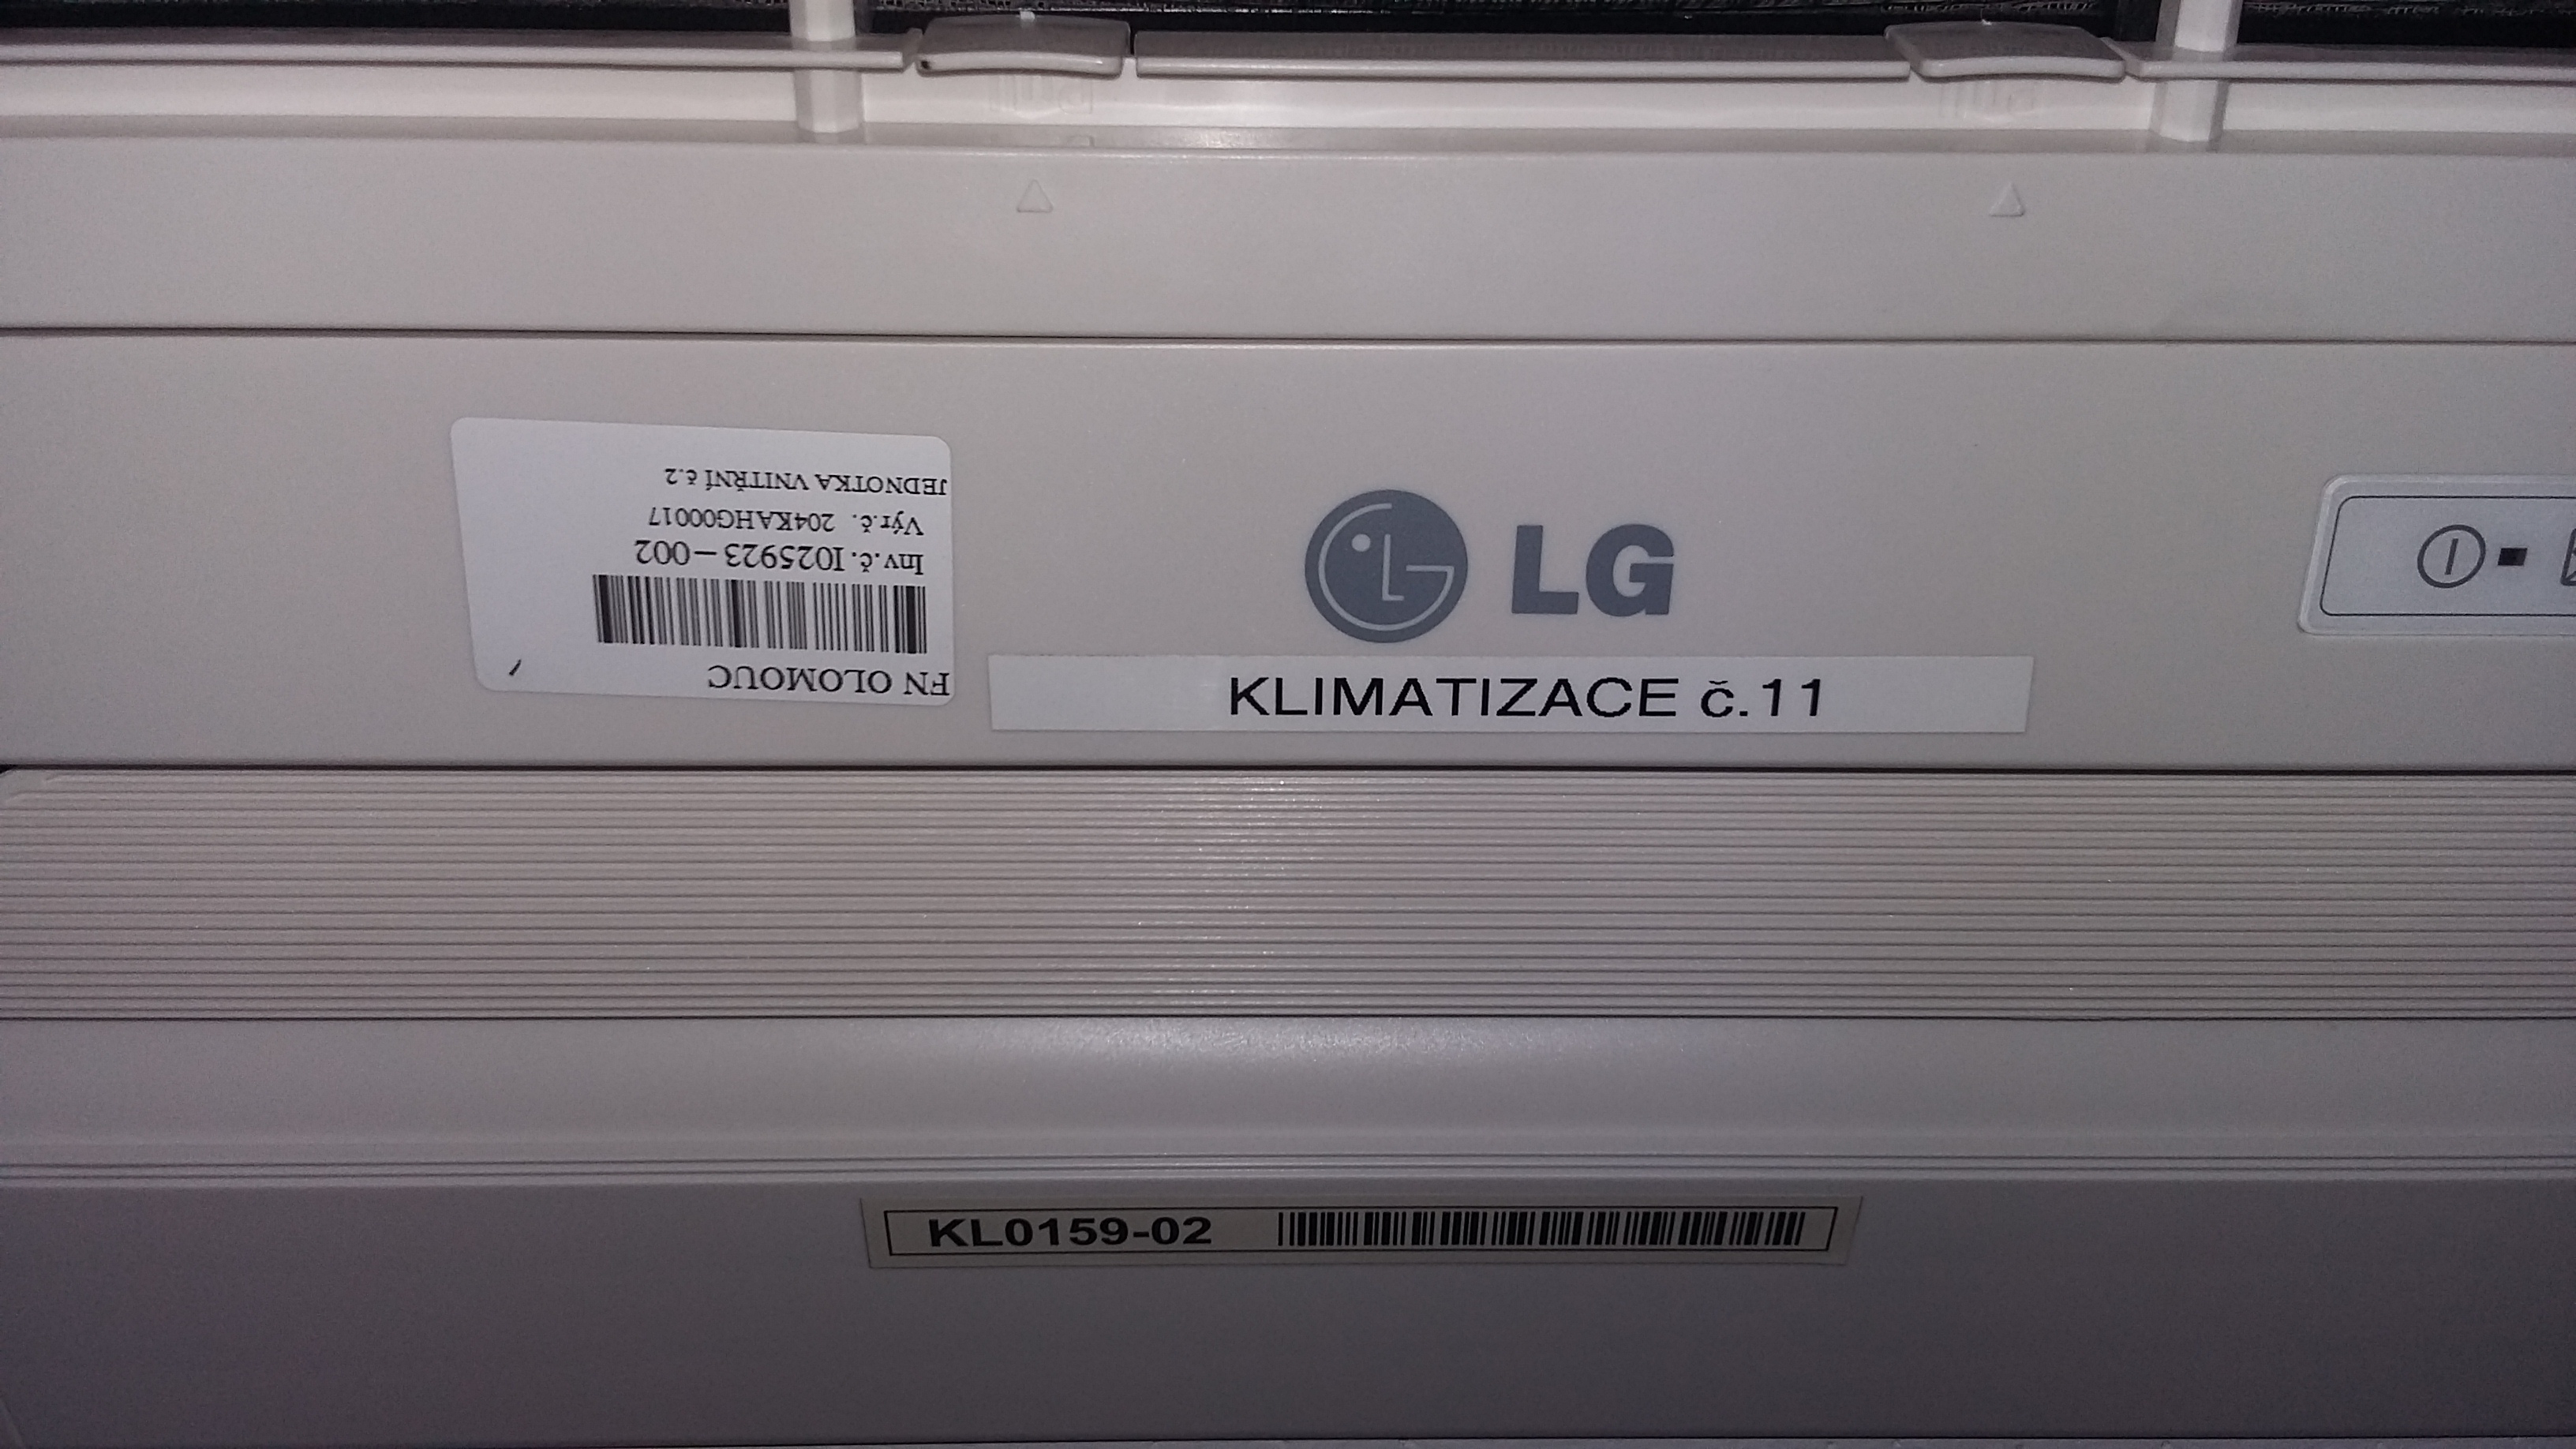 FN OLOMOUC
Inv.č. I025923-002
Výr.č. 204KAHG00017
JEDNOTKA VNITŘNÍ č.2
LG
KLIMATIZACE č.11
KL0159-02